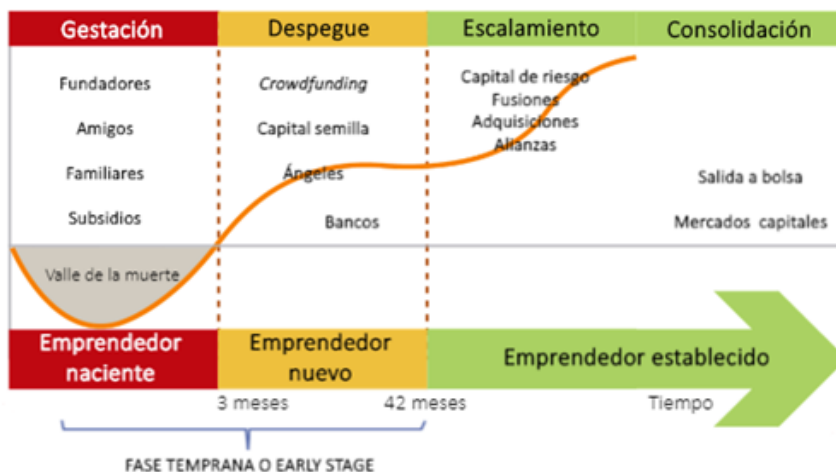 Gestación
Despegue
Escalamiento
Consolidación
Fundadores
Amigos
Familiares
Subsidios
Crowdfunding
Capital semilla
Ángeles
Bancos
Capital de riesgo
Fusiones
Adquisiciones
Alianzas
Salida a bolsa
Mercados capitales
Valle de la muerte
Emprendedor
naciente
Emprendedor
nuevo
Emprendedor establecido
3 meses
42 meses
Tiempo
FASE TEMPRANA O EARLY STAGE